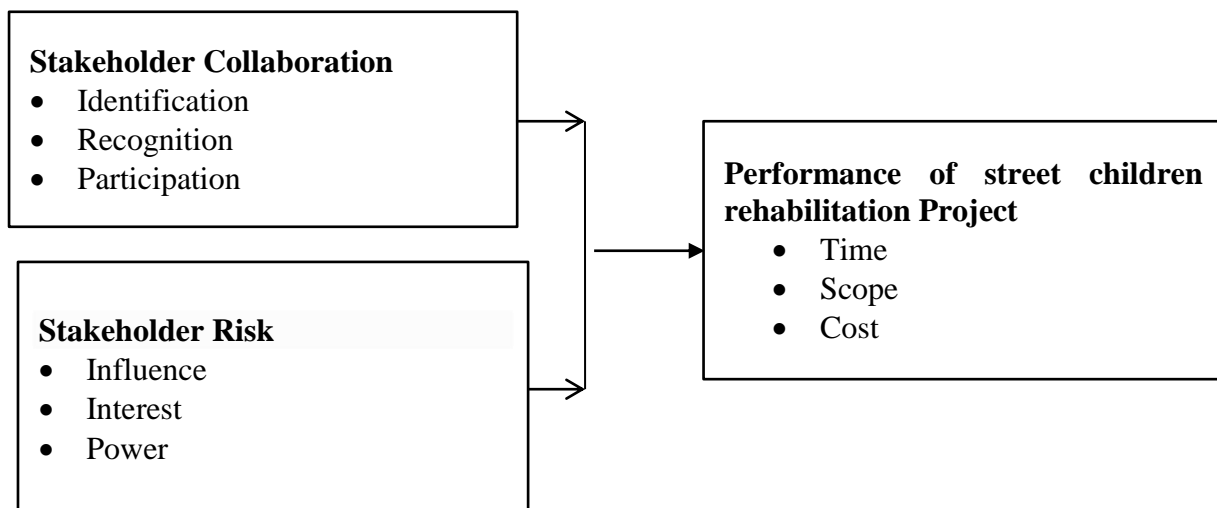 Stakeholder Collaboration
• Identification
• Recognition
• Participation
Stakeholder Risk
• Influence
• Interest
• Power
Performance of street children
rehabilitation Project
• Time
• Scope
• Cost